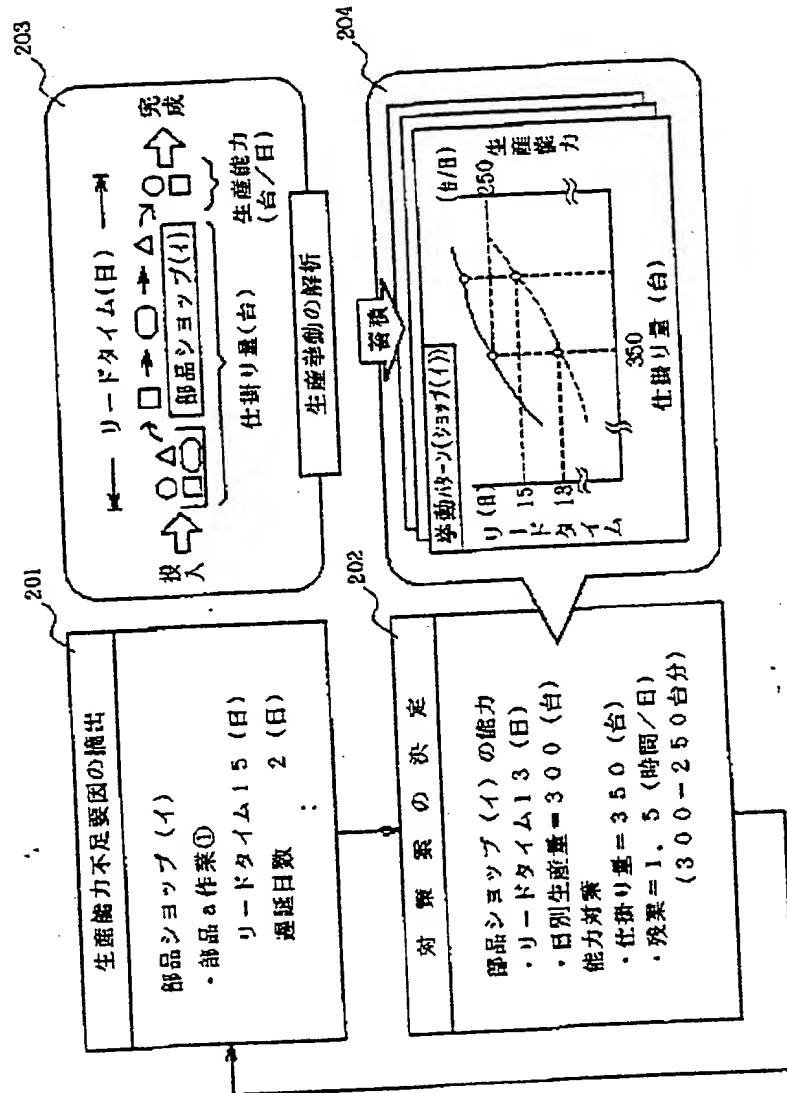 201
生産能力不足要因の摘出
部品ショップ（イ）
・部品a作業①
リードタイム15（日）
遅延日数　2（日）
：
202
対策案の決定
部品ショップ（イ）の能力
・リードタイム13（日）
・日別生産量＝300（台）
能力対策
・仕掛り量＝350（台）
・残業＝1．5（時間／日）
（300－250台分）
203
リードタイム（日）
投入
部品ショップ（イ）
完成
仕掛り量（台）
生産能力
（台／日）
生産挙動の解析
204
蓄積
挙動パターン（ショップ（イ））
（日）
リードタイム
15
13
（台/日）
250
生産能力
350
仕掛り量（台）